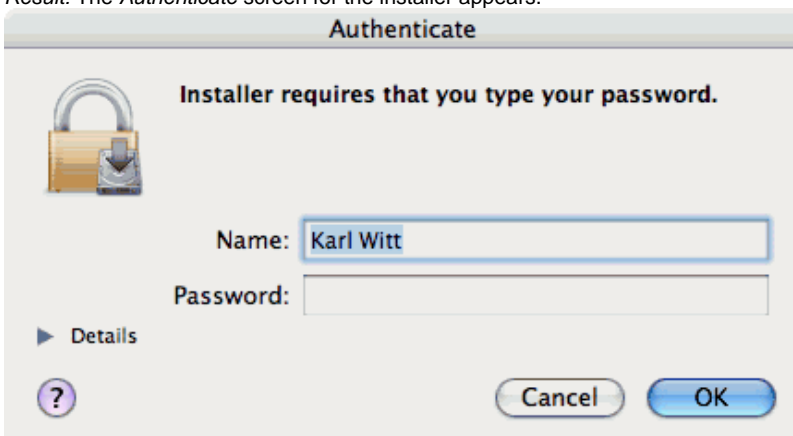 Result: The Authenticate screen for the installer appears.
Authenticate
Installer requires that you type your password.
Name: Karl Witt
Password:
Details
?
Cancel OK